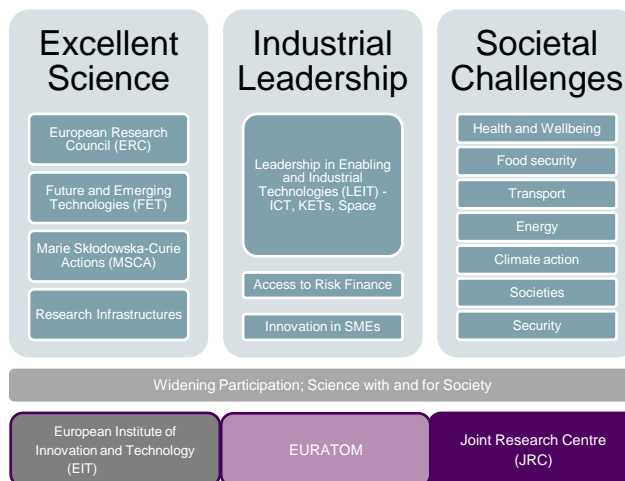 Excellent
Science
European Research
Council (ERC)
Future and Emerging
Technologies (FET)
Marie Skłodowska-Curie
Actions (MSCA)
Research Infrastructures
Industrial
Leadership
Leadership in Enabling
and Industrial
Technologies (LEIT) -
ICT, KETs, Space
Access to Risk Finance
Innovation in SMEs
Societal
Challenges
Health and Wellbeing
Food security
Transport
Energy
Climate action
Societies
Security
Widening Participation; Science with and for Society
European Institute of
Innovation and Technology
(EIT)
EURATOM
Joint Research Centre
(JRC)